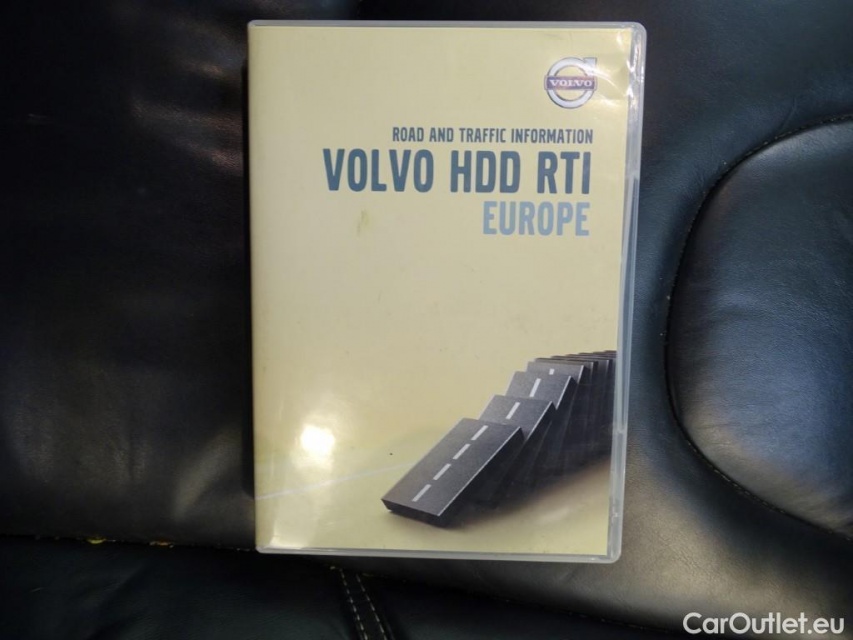 VOLVO
ROAD AND TRAFFIC INFORMATION
VOLVO HDD RTI
EUROPE
CarOutlet.eu